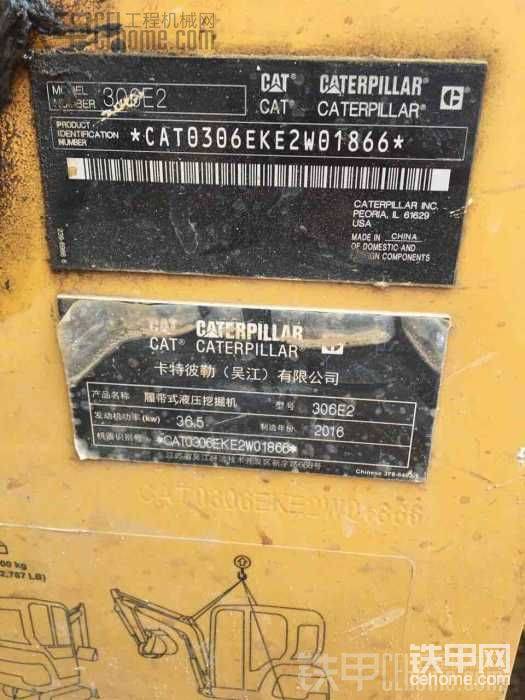 工程机械网
cehome.com
MODEL NUMBER 306E2
CAT CATERPILLAR
CAT CATERPILLAR
PRODUCT IDENTIFICATION NUMBER *CAT0306EKE2W01866*
CATERPILLAR INC.
PEORIA, IL 61629
USA
MADE IN CHINA
OF DOMESTIC AND
FOREIGN COMPONENTS
CAT CATERPILLAR
CAT CATERPILLAR
卡特彼勒(吴江)有限公司
产品名称 履带式液压挖掘机 型号 306E2
发动机功率(kw) 36.5 制造年份 2016
机器识别号 *CAT0306EKE2W01866*
CAT0306EKE2W01866
铁甲
cehome.com